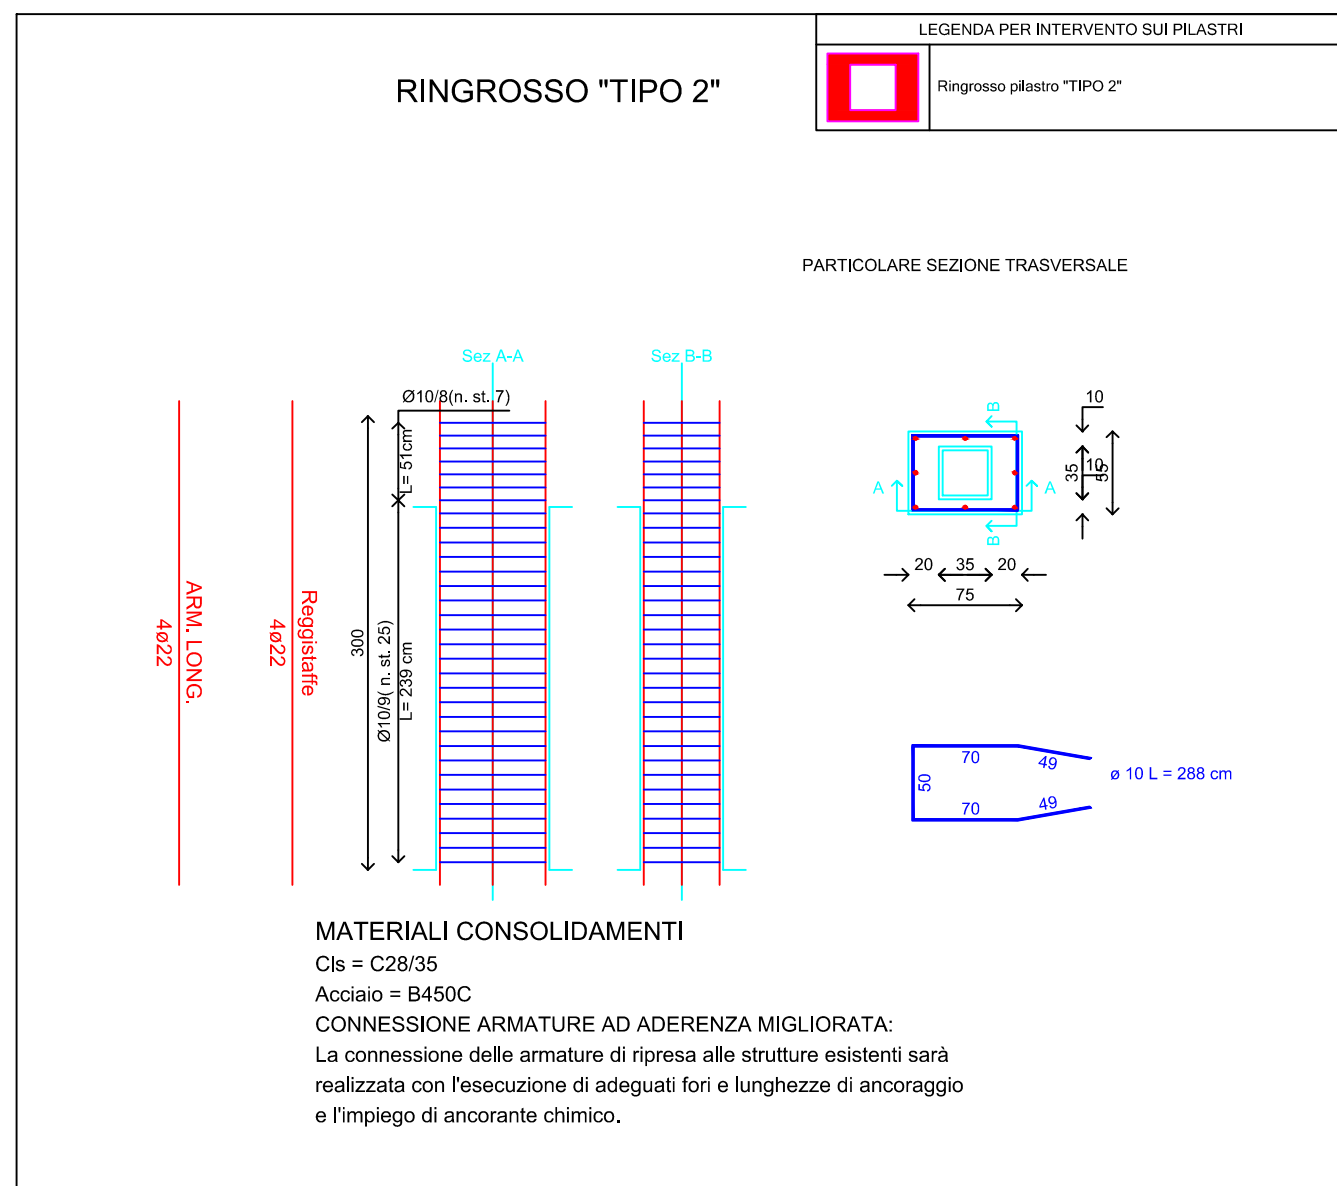 LEGENDA PER INTERVENTO SUI PILASTRI
Ringrosso pilastro "TIPO 2"
RINGROSSO "TIPO 2"
PARTICOLARE SEZIONE TRASVERSALE
Sez A-A
Sez B-B
Ø10/8(n. st. 7)
L= 51cm
300
Ø10/9( n. st. 25)
L= 239 cm
ARM. LONG.
4ø22
Reggistaffe
4ø22
B
A
A
B
10
35
10
55
20
35
20
75
70
49
50
70
49
ø 10 L = 288 cm
MATERIALI CONSOLIDAMENTI
Cls = C28/35
Acciaio = B450C
CONNESSIONE ARMATURE AD ADERENZA MIGLIORATA:
La connessione delle armature di ripresa alle strutture esistenti sarà
realizzata con l'esecuzione di adeguati fori e lunghezze di ancoraggio
e l'impiego di ancorante chimico.